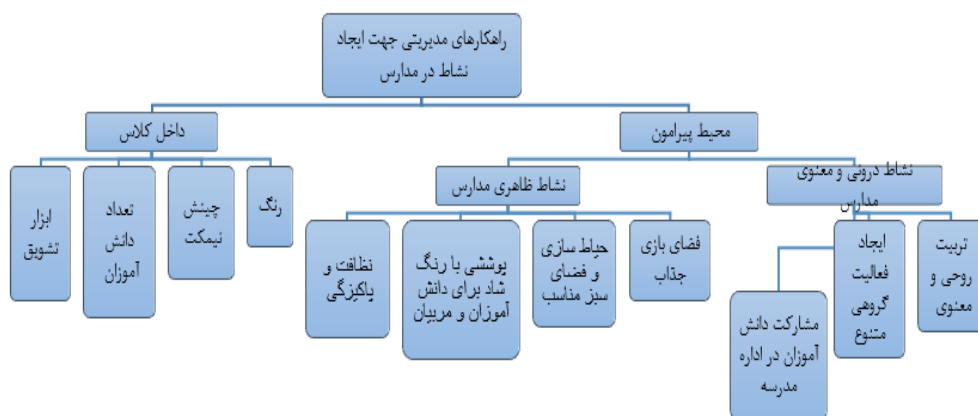 راهکارهای مدیریتی جهت ایجاد
نشاط در مدارس
محیط پیرامون
داخل کلاس
نشاط درونی و معنوی
مدارس
نشاط ظاهری مدارس
تربیت
روحی و
معنوی
ایجاد
فعالیت
گروهی
متنوع
مشارکت دانش
آموزان در اداره
مدرسه
فضای بازی
جذاب
حیاط سازی
و فضای
سبز مناسب
پوششی با رنگ
شاد برای دانش
آموزان و مربیان
نظافت و
پاکیزگی
رنگ
چینش
نیمکت
تعداد
دانش
آموزان
ابزار
تشویق